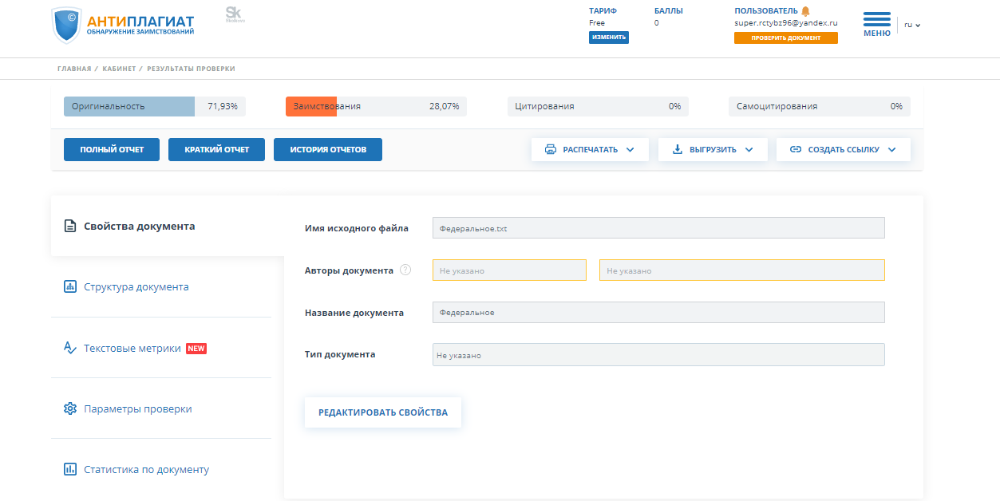 АНТИПЛАГИАТ
ОБНАРУЖЕНИЕ ЗАИМСТВОВАНИЙ
Sk
ТАРИФ
Free
ИЗМЕНИТЬ
БАЛЛЫ
0
ПОЛЬЗОВАТЕЛЬ
super.rctybz96@yandex.ru
ПРОВЕРИТЬ ДОКУМЕНТ
МЕНЮ
ru
ГЛАВНАЯ / КАБИНЕТ / РЕЗУЛЬТАТЫ ПРОВЕРКИ
Оригинальность 71,93%
Заимствования 28,07%
Цитирования 0%
Самоцитирования 0%
ПОЛНЫЙ ОТЧЕТ
КРАТКИЙ ОТЧЕТ
ИСТОРИЯ ОТЧЕТОВ
РАСПЕЧАТАТЬ
ВЫГРУЗИТЬ
СОЗДАТЬ ССЫЛКУ
Свойства документа
Структура документа
Текстовые метрики NEW
Параметры проверки
Статистика по документу
Имя исходного файла Федеральное.txt
Авторы документа ? Не указано Не указано
Название документа Федеральное
Тип документа Не указано
РЕДАКТИРОВАТЬ СВОЙСТВА